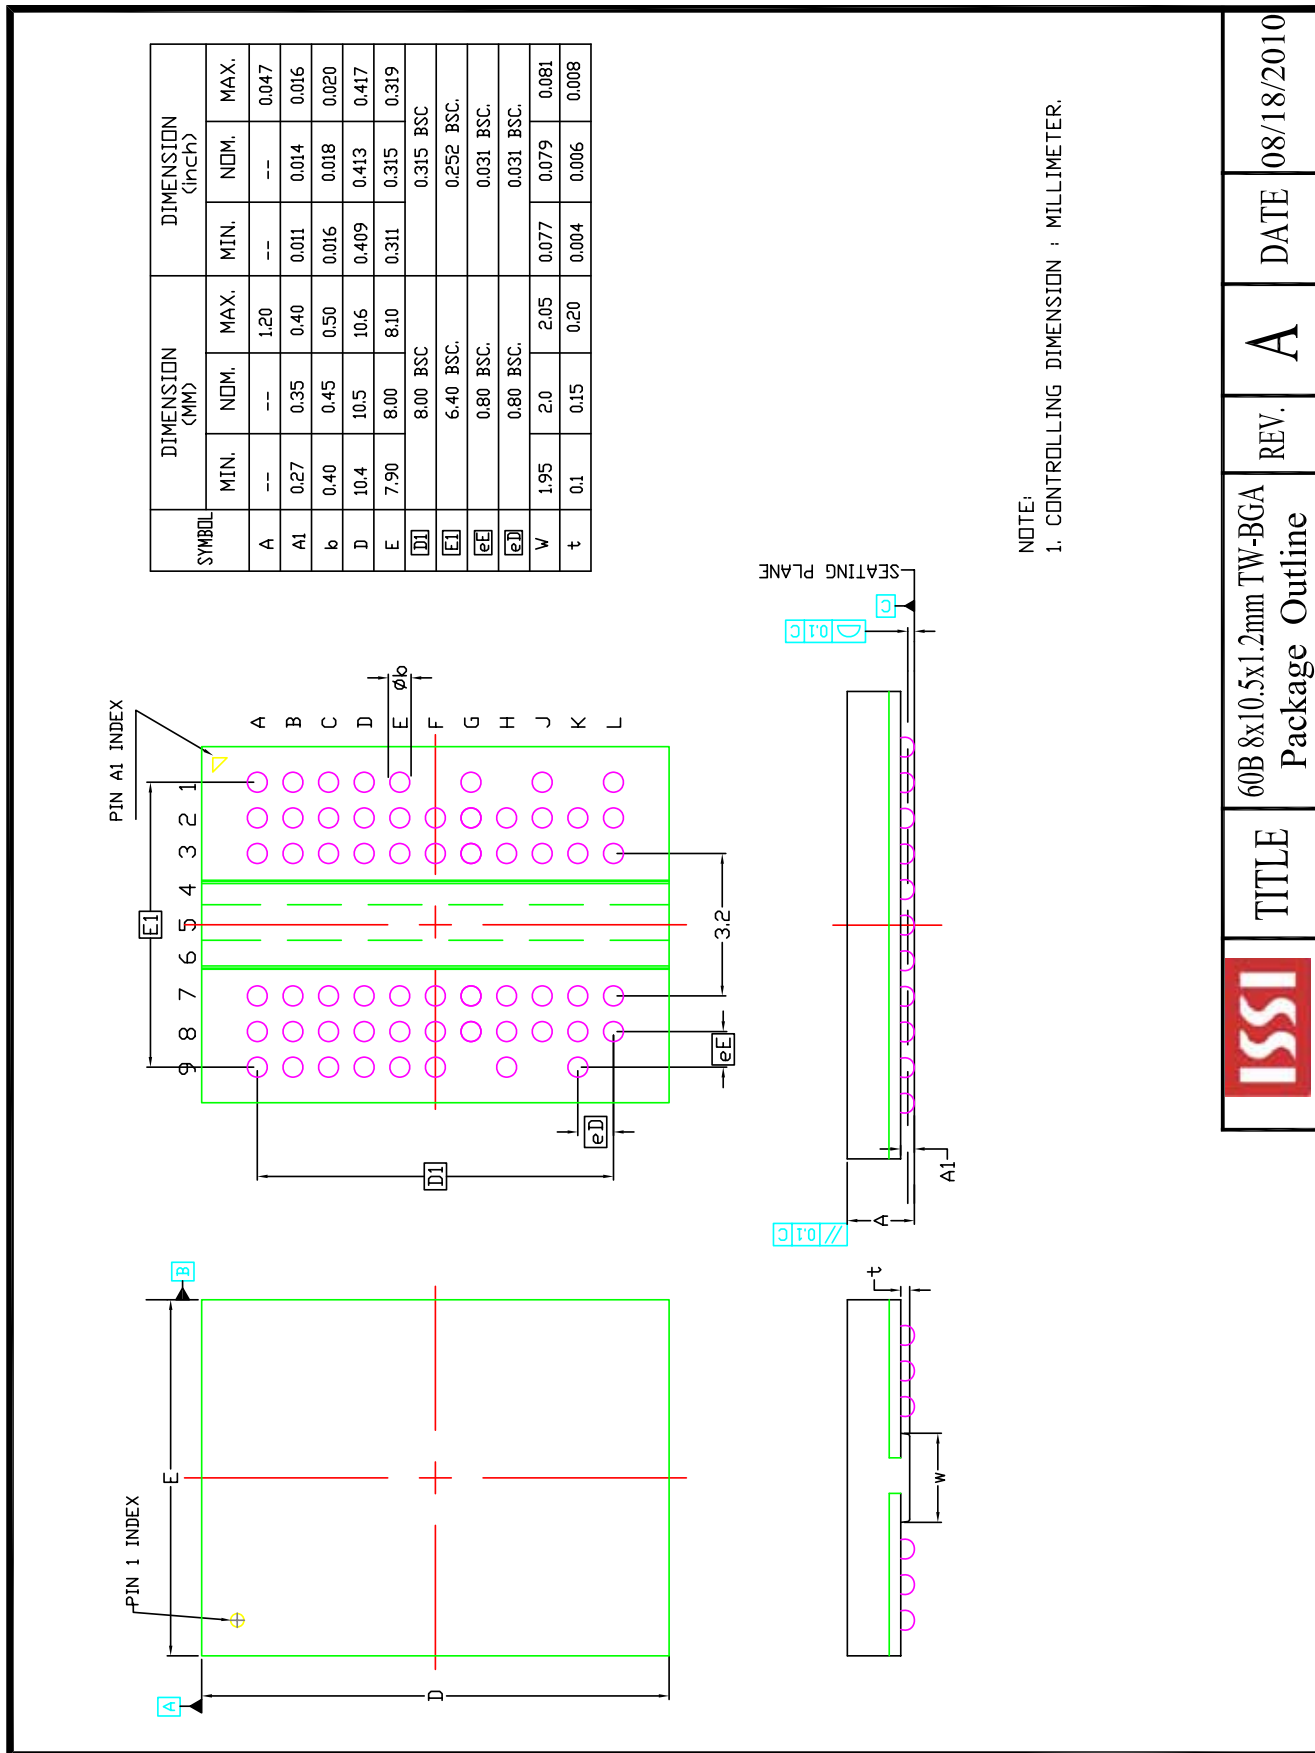 PIN 1 INDEX
E
D
A
B
PIN A1 INDEX
E1
9 8 7 6 5 4 3 2 1
A
B
C
D
E
F
G
H
J
K
L
Øb
D1
eD
eE
3.2
SYMBOL DIMENSION (MM) DIMENSION (inch)
MIN. NOM. MAX. MIN. NOM. MAX.
A -- -- 1.20 -- -- 0.047
A1 0.27 0.35 0.40 0.011 0.014 0.016
b 0.40 0.45 0.50 0.016 0.018 0.020
D 10.4 10.5 10.6 0.409 0.413 0.417
E 7.90 8.00 8.10 0.311 0.315 0.319
D1 8.00 BSC 0.315 BSC
E1 6.40 BSC. 0.252 BSC.
eE 0.80 BSC. 0.031 BSC.
eD 0.80 BSC. 0.031 BSC.
W 1.95 2.0 2.05 0.077 0.079 0.081
t 0.1 0.15 0.20 0.004 0.006 0.008
t
W
// 0.1 C
A
A1
0.1 C
C
SEATING PLANE
NOTE:
1. CONTROLLING DIMENSION : MILLIMETER.
ISSI
TITLE
60B 8x10.5x1.2mm TW-BGA
Package Outline
REV.
A
DATE
08/18/2010